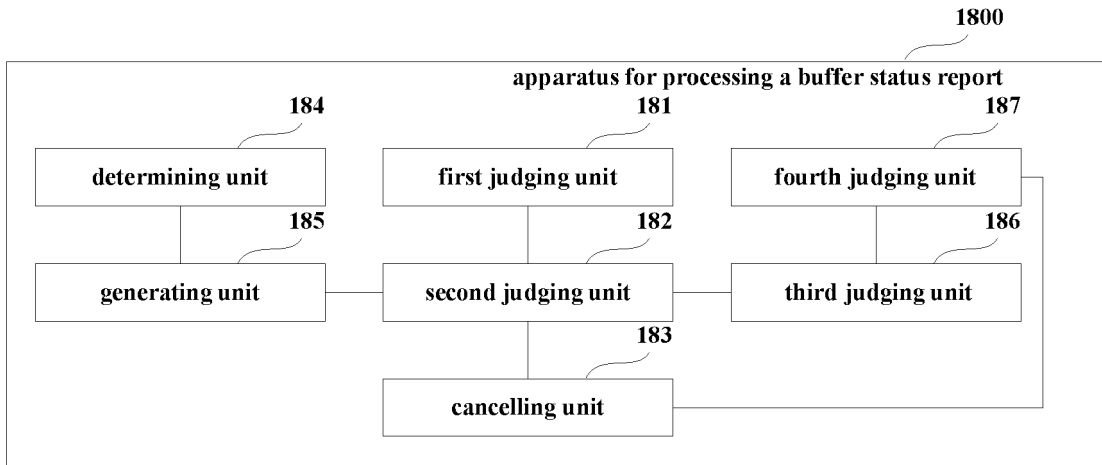 1800
apparatus for processing a buffer status report
184
181
187
determining unit
first judging unit
fourth judging unit
185
182
186
generating unit
second judging unit
third judging unit
183
cancelling unit